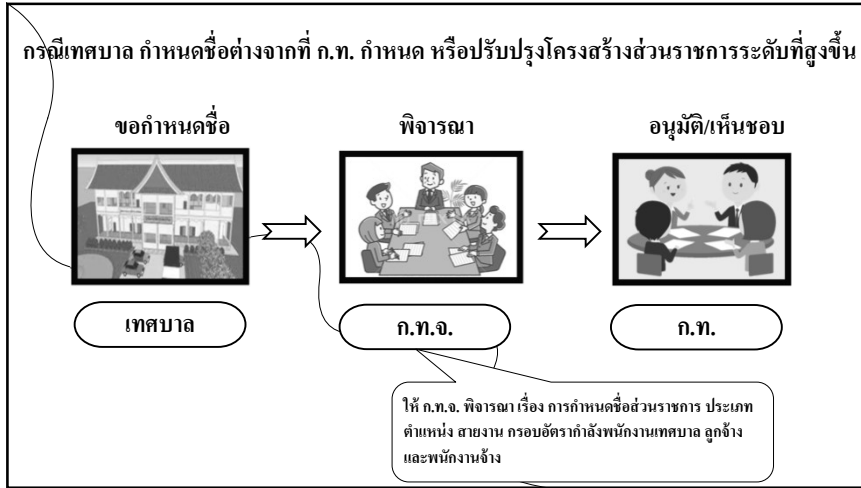 กรณีเทศบาล กำหนดชื่อต่างจากที่ ก.ท. กำหนด หรือปรับปรุงโครงสร้างส่วนราชการระดับที่สูงขึ้น
ขอกำหนดชื่อ
พิจารณา
อนุมัติ/เห็นชอบ
เทศบาล
ก.ท.จ.
ก.ท.
ให้ ก.ท.จ. พิจารณา เรื่อง การกำหนดชื่อส่วนราชการ ประเภท
ตำแหน่ง สายงาน กรอบอัตรากำลังพนักงานเทศบาล ลูกจ้าง
และพนักงานจ้าง